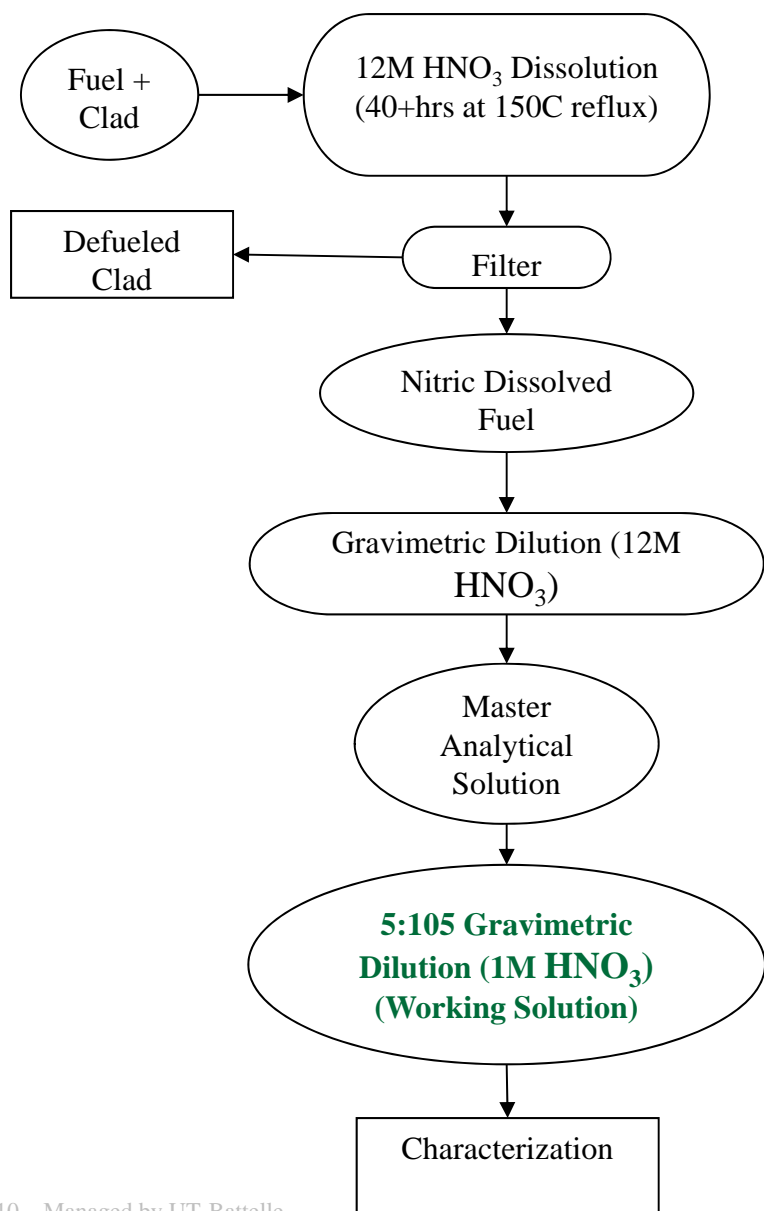 Fuel +
Clad
12M HNO₃ Dissolution
(40+hrs at 150C reflux)
Defueled
Clad
Filter
Nitric Dissolved
Fuel
Gravimetric Dilution (12M
HNO₃)
Master
Analytical
Solution
5:105 Gravimetric
Dilution (1M HNO₃)
(Working Solution)
Characterization
Managed by UT-Battelle